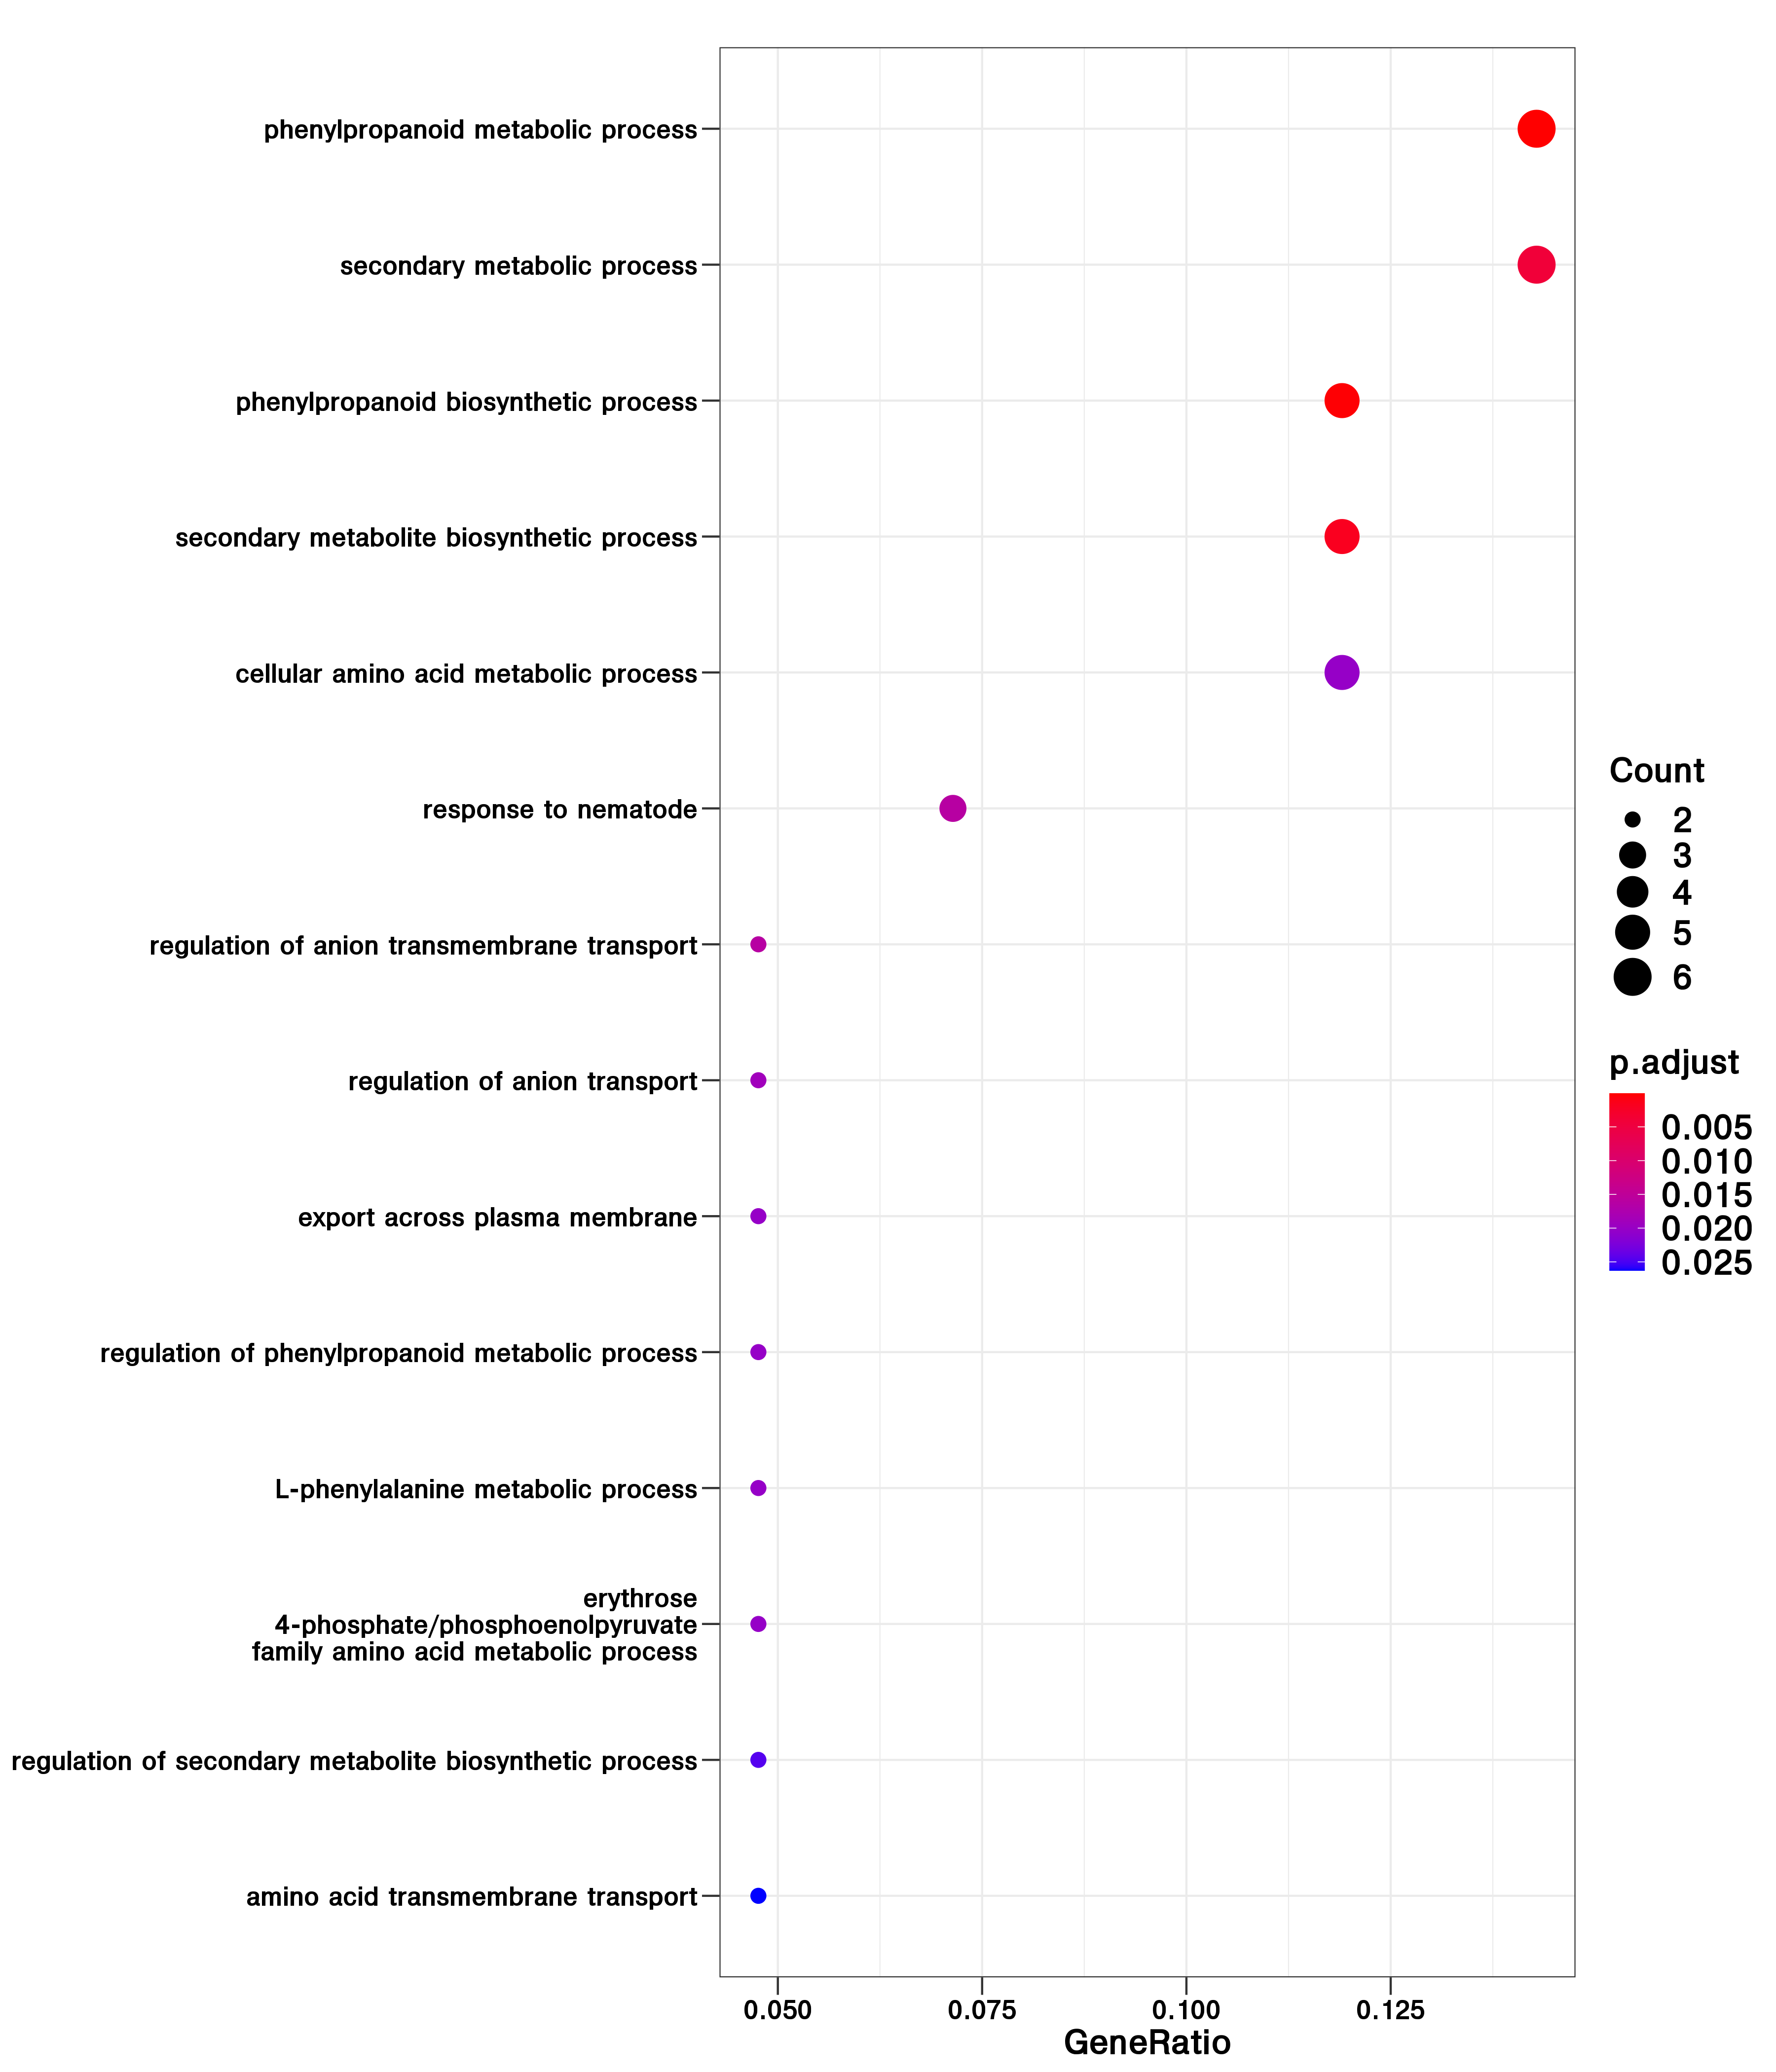 phenylpropanoid metabolic process
secondary metabolic process
phenylpropanoid biosynthetic process
secondary metabolite biosynthetic process
cellular amino acid metabolic process
response to nematode
regulation of anion transmembrane transport
regulation of anion transport
export across plasma membrane
regulation of phenylpropanoid metabolic process
L-phenylalanine metabolic process
erythrose
4-phosphate/phosphoenolpyruvate
family amino acid metabolic process
regulation of secondary metabolite biosynthetic process
amino acid transmembrane transport
0.050 0.075 0.100 0.125
GeneRatio
Count
2
3
4
5
6
p.adjust
0.005
0.010
0.015
0.020
0.025